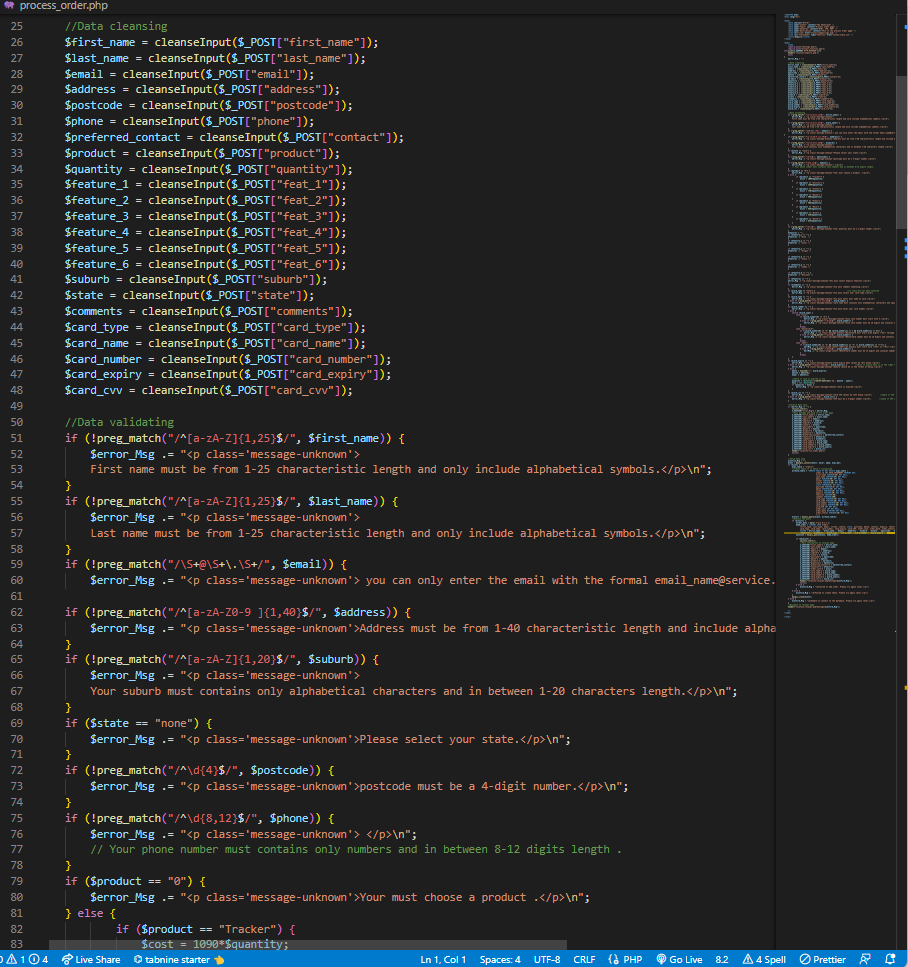 process_order.php
25 //Data cleansing
26 $first_name = cleanseInput($_POST["first_name"]);
27 $last_name = cleanseInput($_POST["last_name"]);
28 $email = cleanseInput($_POST["email"]);
29 $address = cleanseInput($_POST["address"]);
30 $postcode = cleanseInput($_POST["postcode"]);
31 $phone = cleanseInput($_POST["phone"]);
32 $preferred_contact = cleanseInput($_POST["contact"]);
33 $product = cleanseInput($_POST["product"]);
34 $quantity = cleanseInput($_POST["quantity"]);
35 $feature_1 = cleanseInput($_POST["feat_1"]);
36 $feature_2 = cleanseInput($_POST["feat_2"]);
37 $feature_3 = cleanseInput($_POST["feat_3"]);
38 $feature_4 = cleanseInput($_POST["feat_4"]);
39 $feature_5 = cleanseInput($_POST["feat_5"]);
40 $feature_6 = cleanseInput($_POST["feat_6"]);
41 $suburb = cleanseInput($_POST["suburb"]);
42 $state = cleanseInput($_POST["state"]);
43 $comments = cleanseInput($_POST["comments"]);
44 $card_type = cleanseInput($_POST["card_type"]);
45 $card_name = cleanseInput($_POST["card_name"]);
46 $card_number = cleanseInput($_POST["card_number"]);
47 $card_expiry = cleanseInput($_POST["card_expiry"]);
48 $card_cvv = cleanseInput($_POST["card_cvv"]);
49
50 //Data validating
51 if (!preg_match("/^[a-zA-Z]{1,25}$/", $first_name)) {
52 $error_Msg .= "<p class='message-unknown'>
53 First name must be from 1-25 characteristic length and only include alphabetical symbols.</p>\n";
54 }
55 if (!preg_match("/^[a-zA-Z]{1,25}$/", $last_name)) {
56 $error_Msg .= "<p class='message-unknown'>
57 Last name must be from 1-25 characteristic length and only include alphabetical symbols.</p>\n";
58 }
59 if (!preg_match("/\S+@\S+\.\S+/", $email)) {
60 $error_Msg .= "<p class='message-unknown'> you can only enter the email with the formal email_name@service.
61
62 if (!preg_match("/^[a-zA-Z0-9 ]{1,40}$/", $address)) {
63 $error_Msg .= "<p class='message-unknown'>Address must be from 1-40 characteristic length and include alpha
64 }
65 if (!preg_match("/^[a-zA-Z]{1,20}$/", $suburb)) {
66 $error_Msg .= "<p class='message-unknown'>
67 Your suburb must contains only alphabetical characters and in between 1-20 characters length.</p>\n";
68 }
69 if ($state == "none") {
70 $error_Msg .= "<p class='message-unknown'>Please select your state.</p>\n";
71 }
72 if (!preg_match("/^\d{4}$/", $postcode)) {
73 $error_Msg .= "<p class='message-unknown'>postcode must be a 4-digit number.</p>\n";
74 }
75 if (!preg_match("/^\d{8,12}$/", $phone)) {
76 $error_Msg .= "<p class='message-unknown'> </p>\n";
77 // Your phone number must contains only numbers and in between 8-12 digits length .
78 }
79 if ($product == "0") {
80 $error_Msg .= "<p class='message-unknown'>Your must choose a product .</p>\n";
81 } else {
82 if ($product == "Tracker") {
83 $cost = 1090*$quantity;
0 1 1 Live Share tabnine starter Ln 1, Col 1 Spaces: 4 UTF-8 CRLF {} PHP Go Live 8.2 4 Spell Prettier